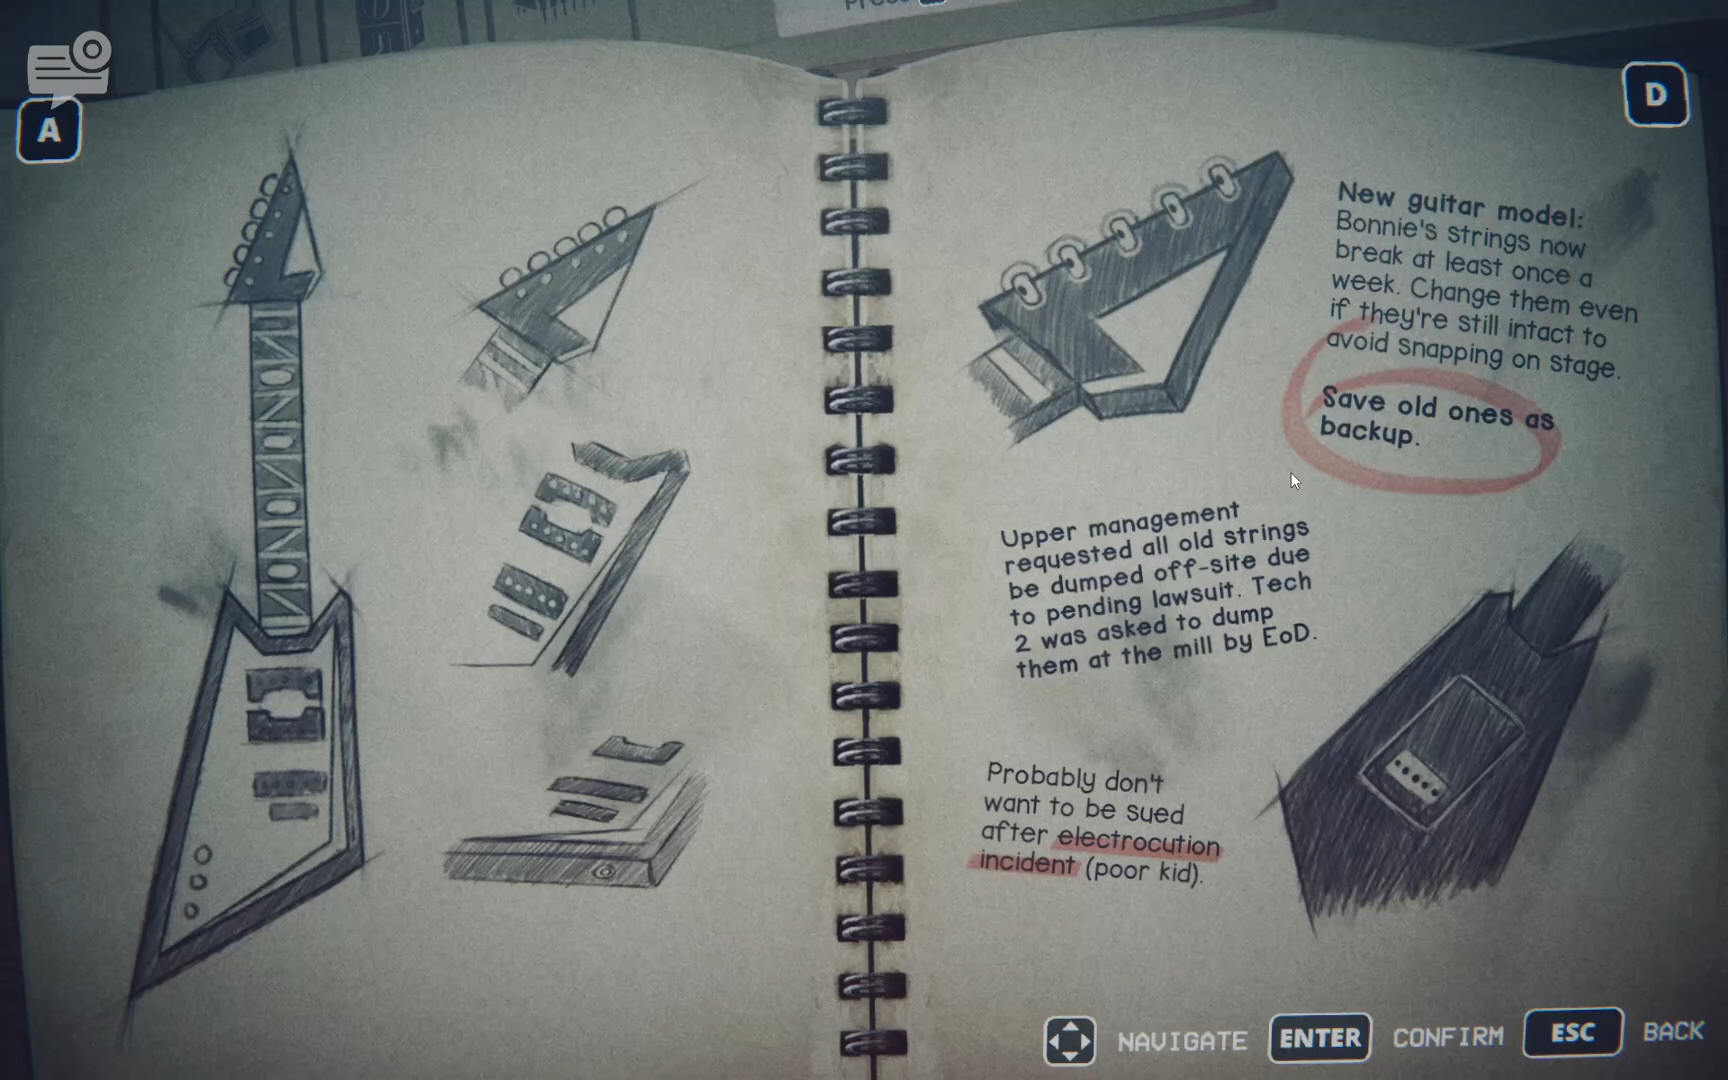 Press
A
D
New guitar model:
Bonnie's strings now
break at least once a
week. Change them even
if they're still intact to
avoid snapping on stage.
Save old ones as
backup.
Upper management
requested all old strings
be dumped off-site due
to pending lawsuit. Tech
2 was asked to dump
them at the mill by EoD.
Probably don't
want to be sued
after electrocution
incident (poor kid).
NAVIGATE ENTER CONFIRM ESC BACK